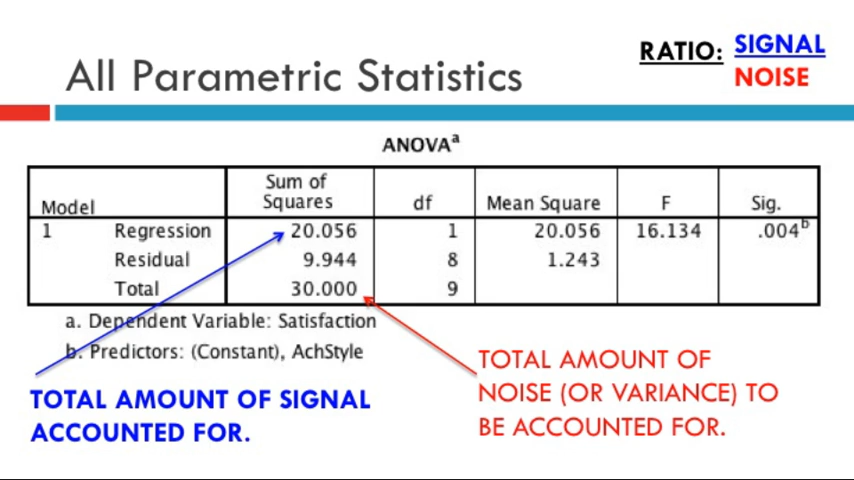 All Parametric Statistics
RATIO: SIGNAL
NOISE
ANOVAa
Model Sum of Squares df Mean Square F Sig.
1 Regression 20.056 1 20.056 16.134 .004b
Residual 9.944 8 1.243
Total 30.000 9
a. Dependent Variable: Satisfaction
b. Predictors: (Constant), AchStyle
TOTAL AMOUNT OF SIGNAL
ACCOUNTED FOR.
TOTAL AMOUNT OF
NOISE (OR VARIANCE) TO
BE ACCOUNTED FOR.